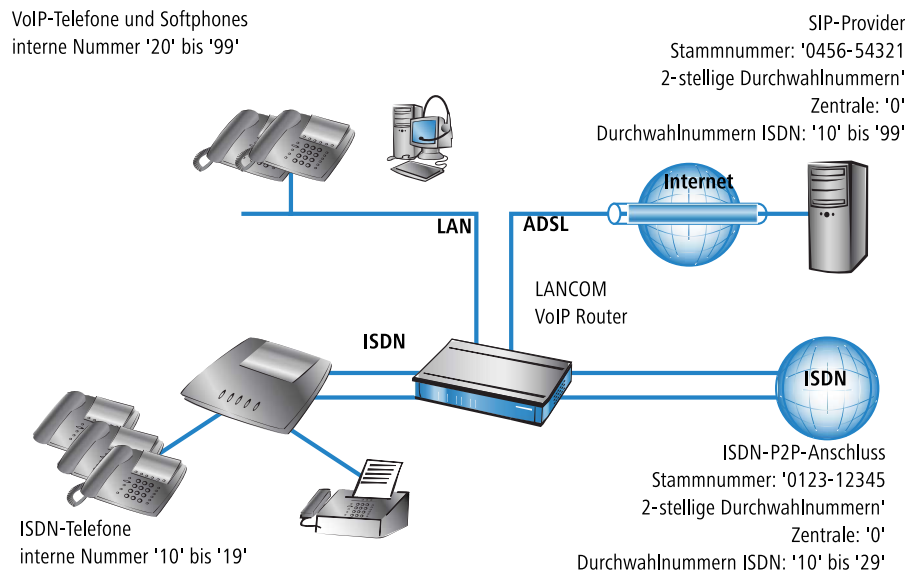 VoIP-Telefone und Softphones
interne Nummer '20' bis '99'
SIP-Provider
Stammnummer: '0456-54321
2-stellige Durchwahlnummern'
Zentrale: '0'
Durchwahlnummern ISDN: '10' bis '99'
Internet
LAN
ADSL
LANCOM
VoIP Router
ISDN
ISDN
ISDN-P2P-Anschluss
Stammnummer: '0123-12345
2-stellige Durchwahlnummern'
Zentrale: '0'
Durchwahlnummern ISDN: '10' bis '29'
ISDN-Telefone
interne Nummer '10' bis '19'